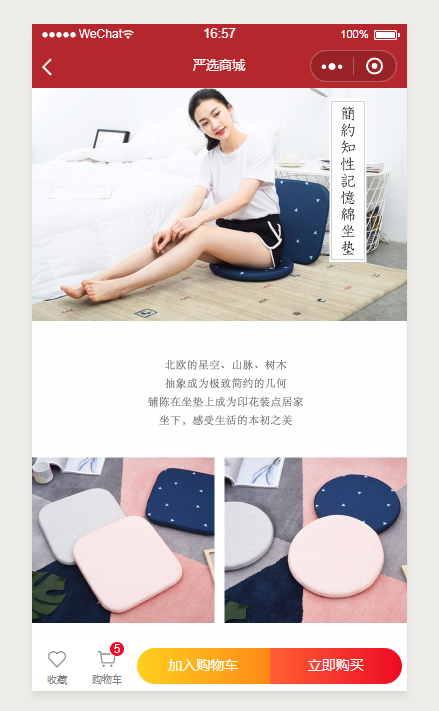 WeChat
16:57
100%
严选商城
簡約知性記憶綿坐垫
北欧的星空、山脉、树木
抽象成为极致简约的几何
铺陈在坐垫上成为印花装点居家
坐下，感受生活的本初之美
收藏
5
购物车
加入购物车
立即购买